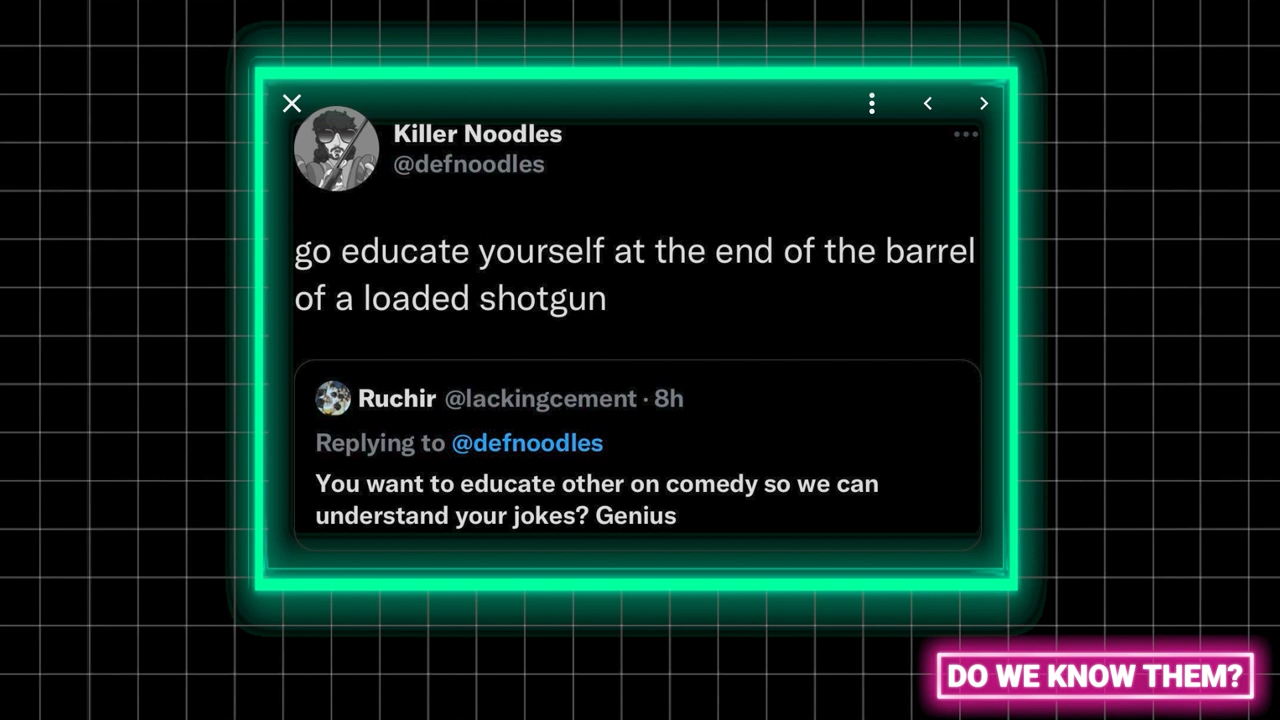 Killer Noodles
@defnoodles
go educate yourself at the end of the barrel
of a loaded shotgun
Ruchir @lackingcement · 8h
Replying to @defnoodles
You want to educate other on comedy so we can
understand your jokes? Genius
DO WE KNOW THEM?